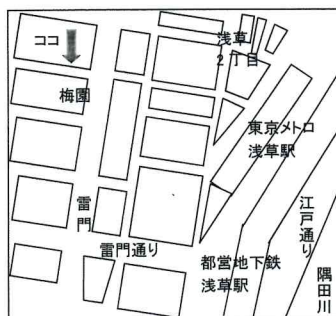 ココ
浅草
2丁目
梅園
東京メトロ
浅草駅
雷門
雷門通り
江戸通り
都営地下鉄
浅草駅
隅田川